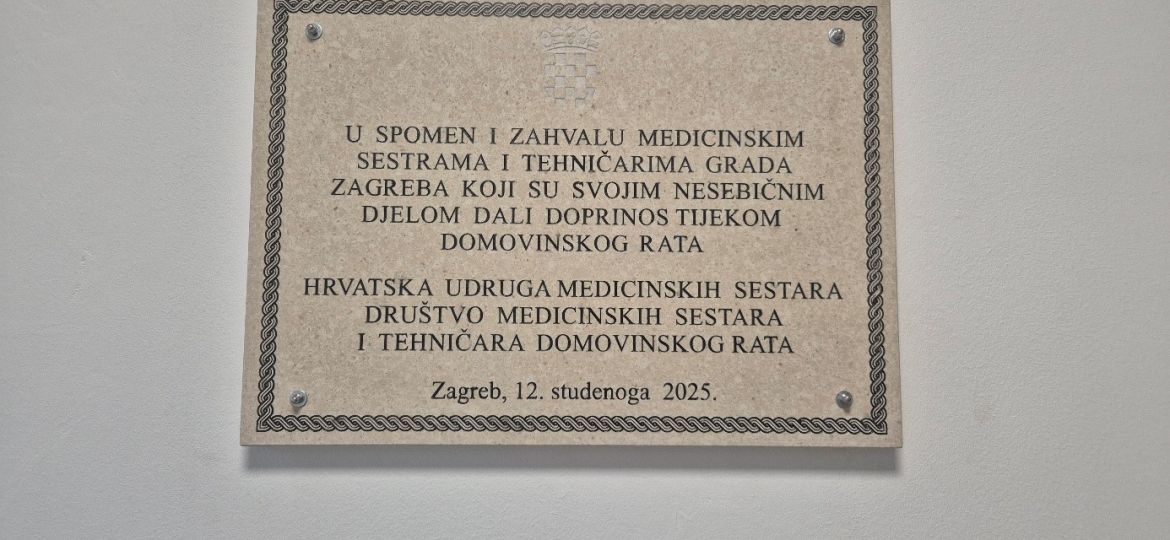 U SPOMEN I ZAHVALU MEDICINSKIM
SESTRAMA I TEHNIČARIMA GRADA
ZAGREBA KOJI SU SVOJIM NESEBIČNIM
DJELOM DALI DOPRINOS TIJEKOM
DOMOVINSKOG RATA
HRVATSKA UDRUGA MEDICINSKIH SESTARA
DRUŠTVO MEDICINSKIH SESTARA
I TEHNIČARA DOMOVINSKOG RATA
Zagreb, 12. studenoga 2025.